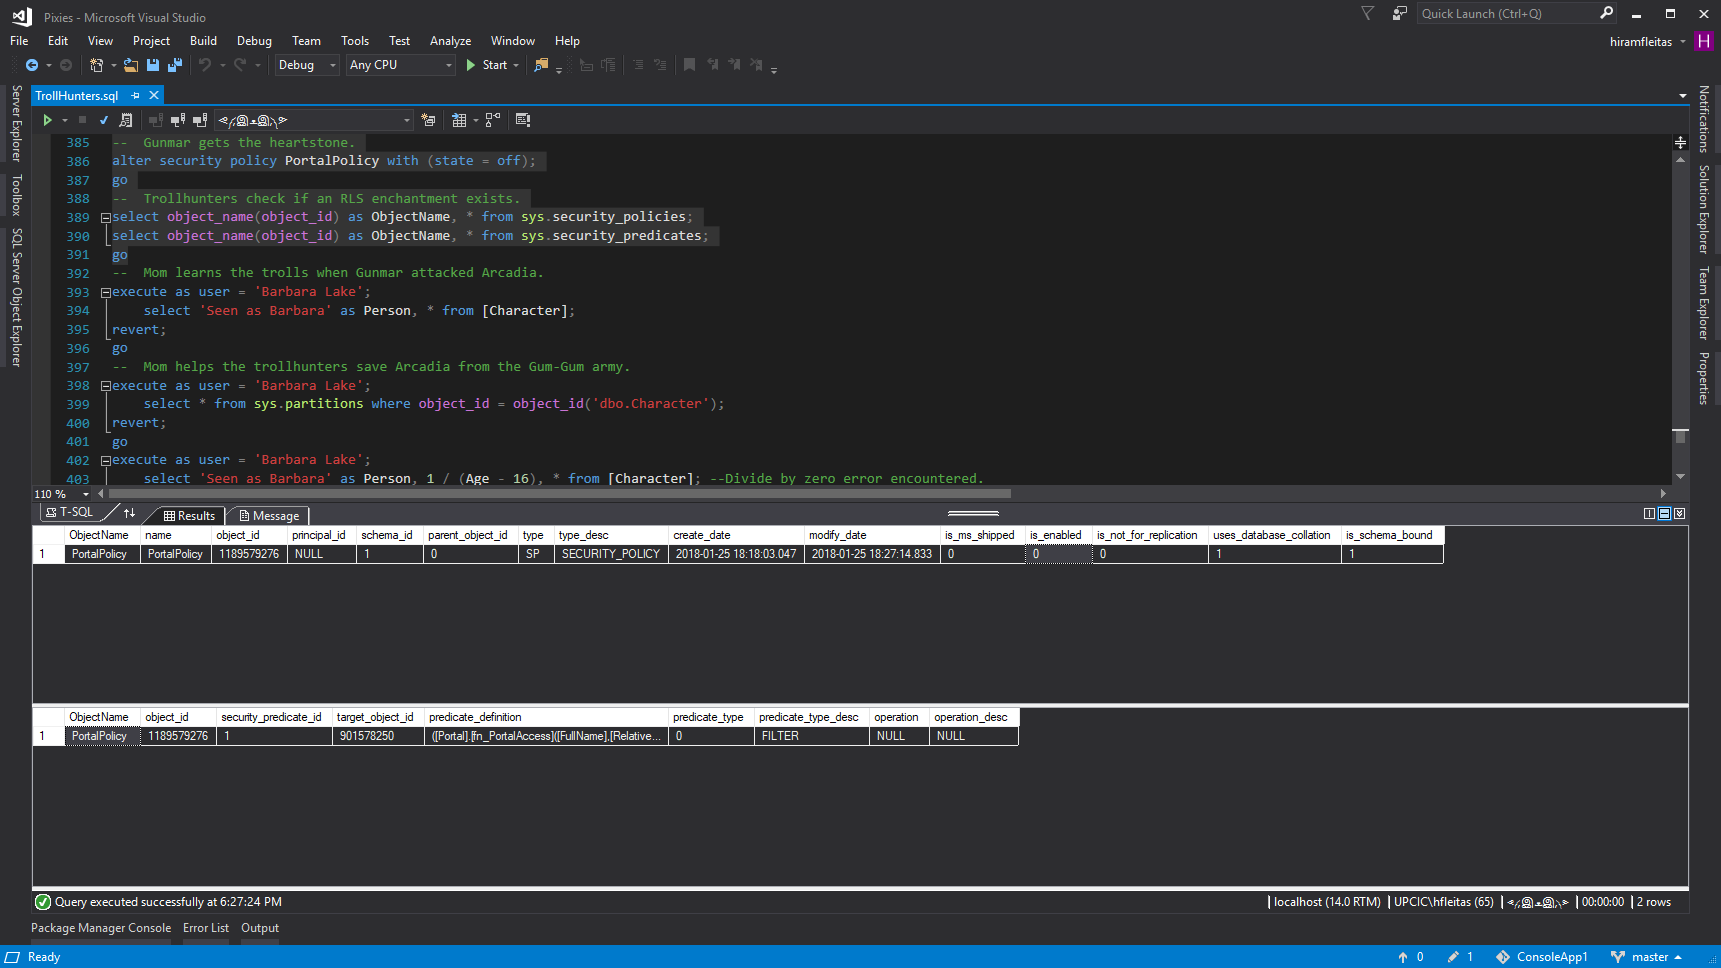 Pixies - Microsoft Visual Studio
Quick Launch (Ctrl+Q)
File Edit View Project Build Debug Team Tools Test Analyze Window Help
hiramfleitas H
Debug Any CPU Start
TrollHunters.sql
Server Explorer
Toolbox
SQL Server Object Explorer
Notifications
Solution Explorer
Team Explorer
Properties
385 -- Gunmar gets the heartstone.
386 alter security policy PortalPolicy with (state = off);
387 go
388 -- Trollhunters check if an RLS enchantment exists.
389 select object_name(object_id) as ObjectName, * from sys.security_policies;
390 select object_name(object_id) as ObjectName, * from sys.security_predicates;
391 go
392 -- Mom learns the trolls when Gunmar attacked Arcadia.
393 execute as user = 'Barbara Lake';
394 select 'Seen as Barbara' as Person, * from [Character];
395 revert;
396 go
397 -- Mom helps the trollhunters save Arcadia from the Gum-Gum army.
398 execute as user = 'Barbara Lake';
399 select * from sys.partitions where object_id = object_id('dbo.Character');
400 revert;
401 go
402 execute as user = 'Barbara Lake';
403 select 'Seen as Barbara' as Person, 1 / (Age - 16), * from [Character]; --Divide by zero error encountered.
110 %
T-SQL Results Message
ObjectName name object_id principal_id schema_id parent_object_id type type_desc create_date modify_date is_ms_shipped is_enabled is_not_for_replication uses_database_collation is_schema_bound
1 PortalPolicy PortalPolicy 1189579276 NULL 1 0 SP SECURITY_POLICY 2018-01-25 18:18:03.047 2018-01-25 18:27:14.833 0 0 0 1 1
ObjectName object_id security_predicate_id target_object_id predicate_definition predicate_type predicate_type_desc operation operation_desc
1 PortalPolicy 1189579276 1 901578250 ([Portal].[fn_PortalAccess]([FullName],[Relative... 0 FILTER NULL NULL
Query executed successfully at 6:27:24 PM
localhost (14.0 RTM) UPCIC\hfleitas (65) 00:00:00 2 rows
Package Manager Console Error List Output
Ready
0 1 ConsoleApp1 master